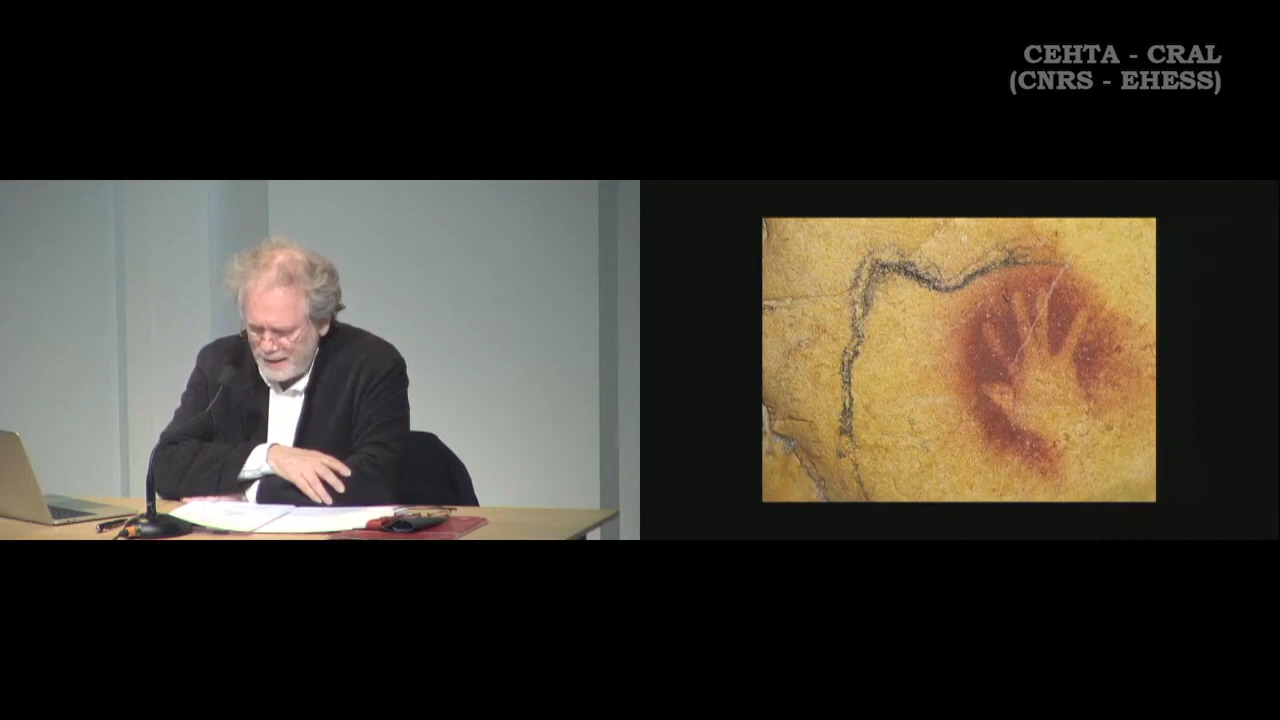 CEHTA - CRAL
(CNRS - EHESS)